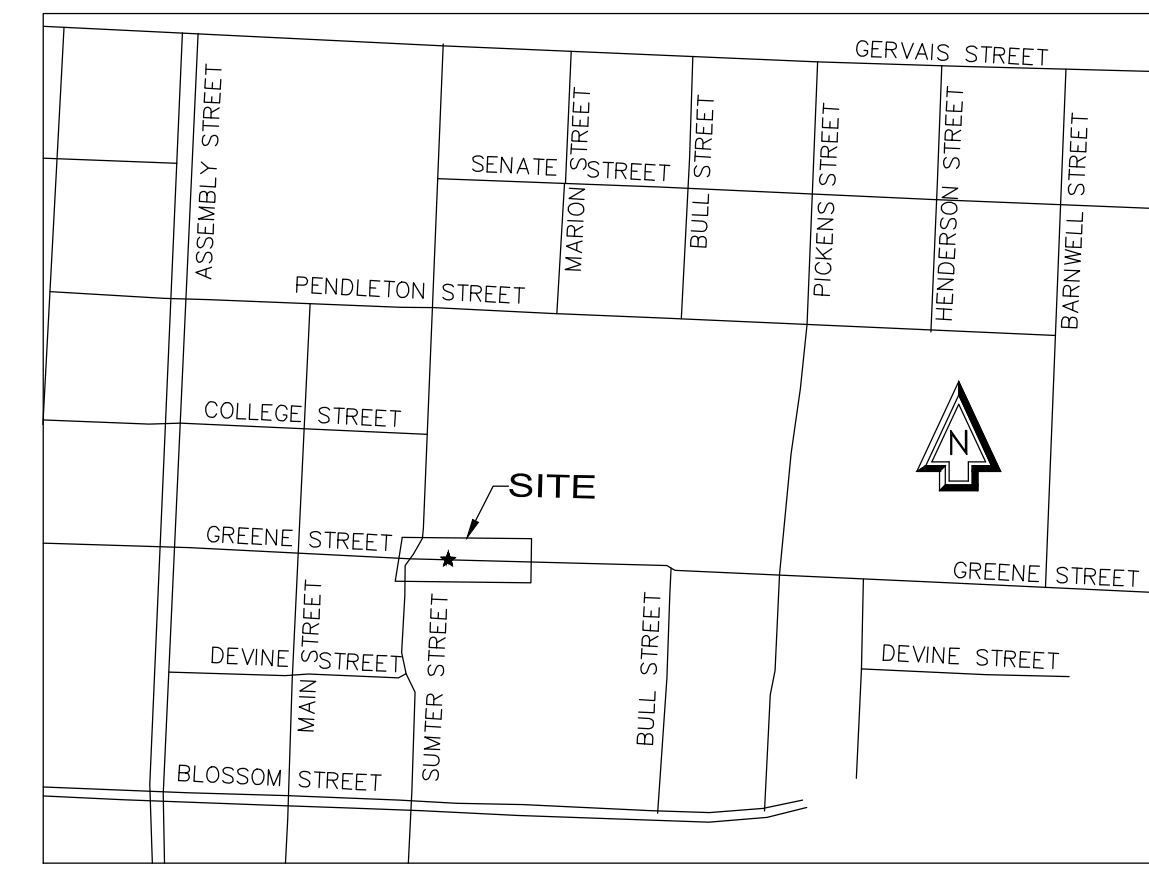 GERVAIS STREET
ASSEMBLY STREET
SENATE STREET
MARION STREET
BULL STREET
PICKENS STREET
HENDERSON STREET
BARNWELL STREET
PENDLETON STREET
COLLEGE STREET
N
SITE
GREENE STREET
GREENE STREET
MAIN STREET
SUMTER STREET
BULL STREET
DEVINE STREET
DEVINE STREET
BLOSSOM STREET